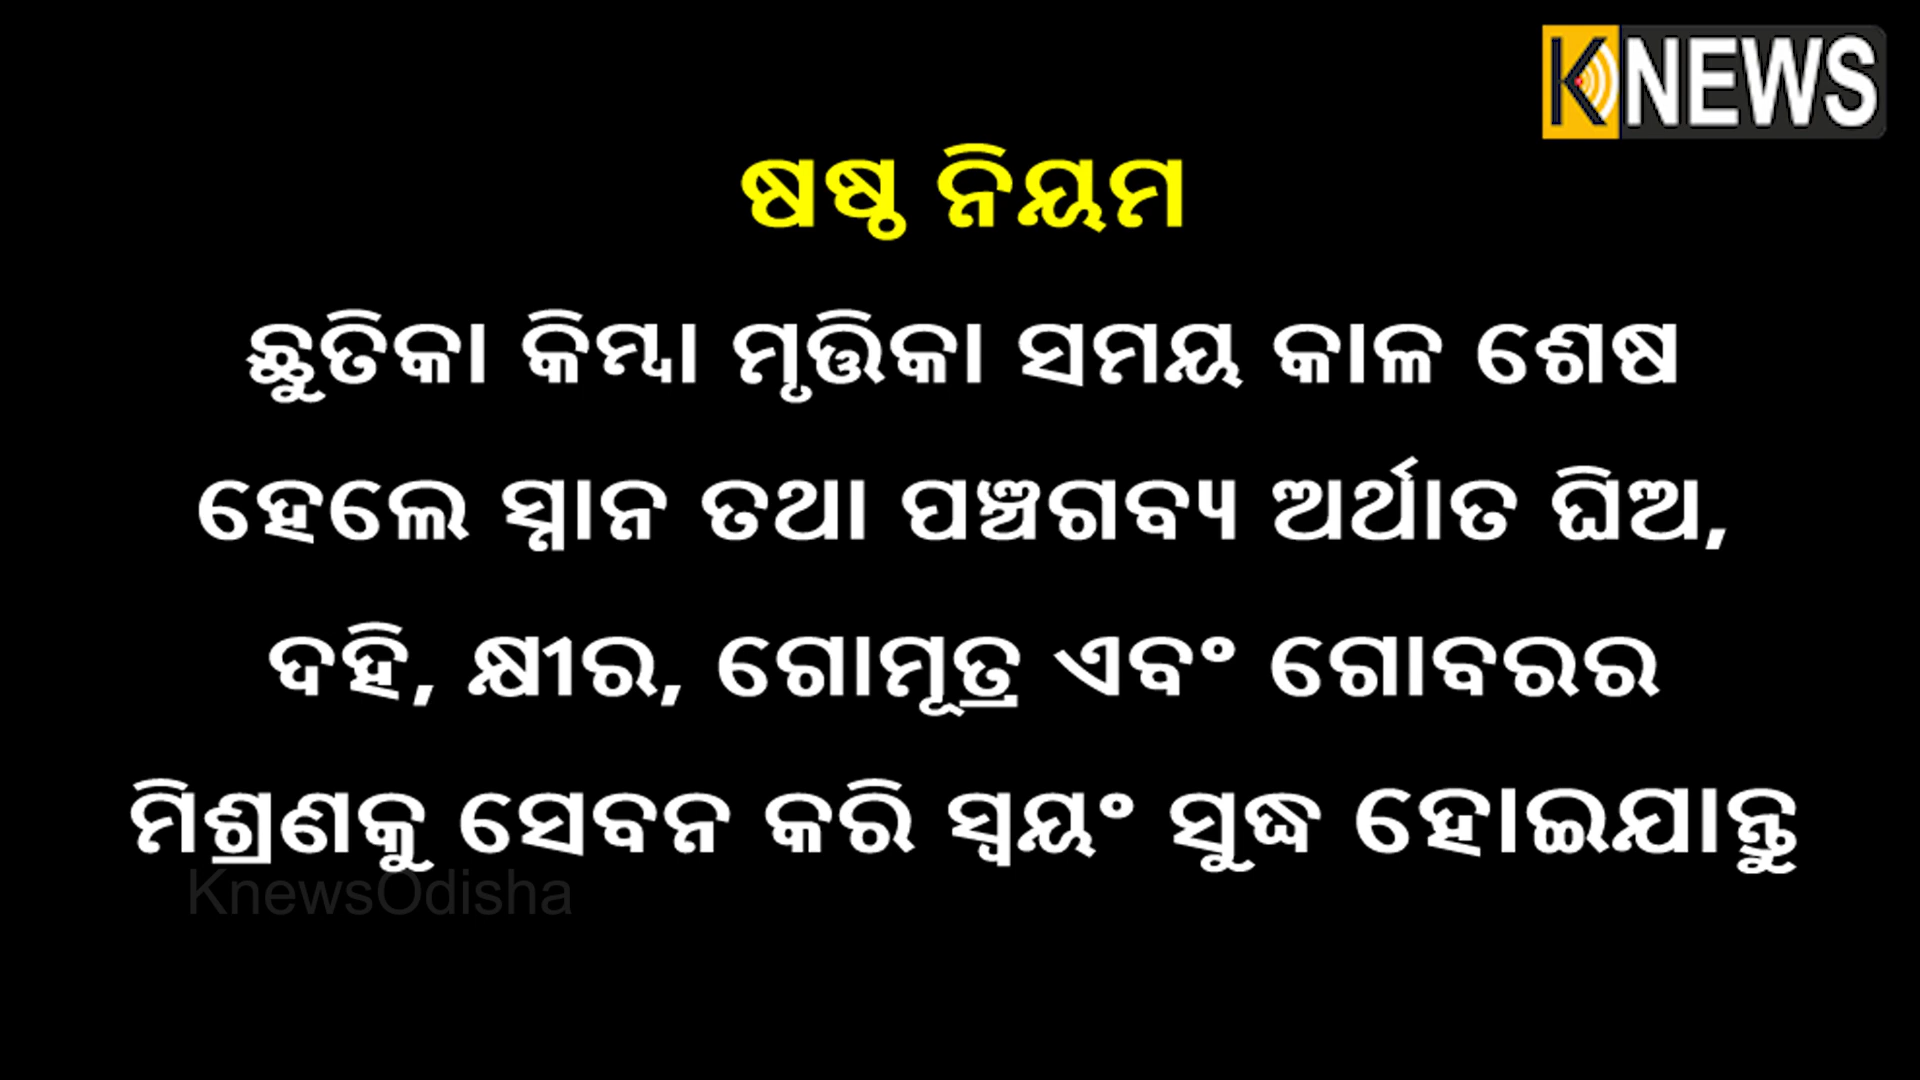 KNEWS
ଷଷ୍ଠ ନିୟମ
ଛୁତିକା କିମ୍ବା ମୃତ୍ତିକା ସମୟ କାଳ ଶେଷ
ହେଲେ ସ୍ନାନ ତଥା ପଞ୍ଚଗବ୍ୟ ଅର୍ଥାତ ଘିଅ,
ଦହି, କ୍ଷୀର, ଗୋମୂତ୍ର ଏବଂ ଗୋବରର
ମିଶ୍ରଣକୁ ସେବନ କରି ସ୍ୱୟଂ ସୁଦ୍ଧ ହୋଇଯାନ୍ତୁ
KnewsOdisha